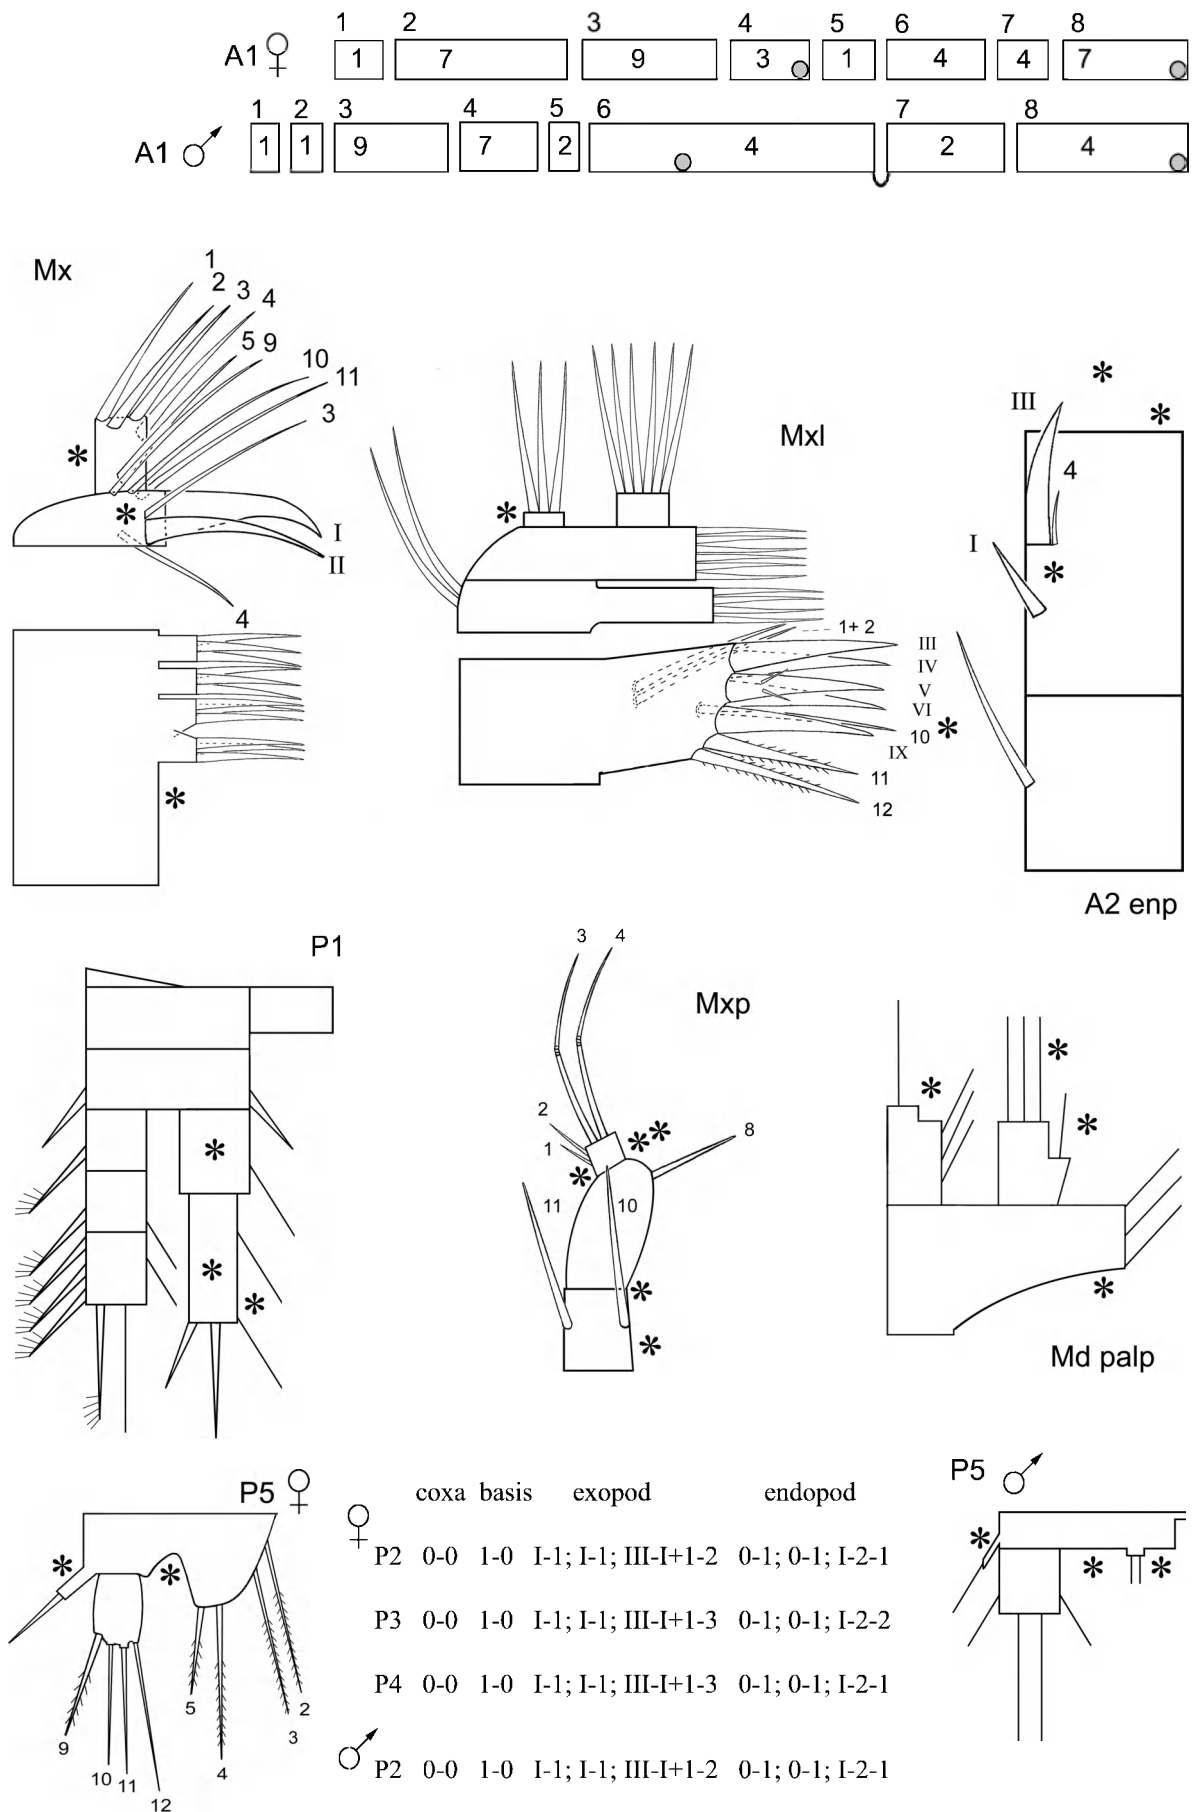 1 2 3 4 5 6 7 8
A1 ♀ 1 7 9 3 1 4 4 7
1 2 3 4 5 6 7 8
A1 ♂ 1 1 9 7 2 4 2 4
Mx
1
2 3 4
5 9
10
11
3
*
*
I
II
4
*
Mxl
*
1+ 2
III
IV
V
VI
10 *
IX
11
12
*
III *
4
I *
A2 enp
P1
*
*
*
3 4
Mxp
2
1
8
* *
*
11 10
*
*
*
*
*
*
Md palp
P5 ♀
* *
5
4
3
2
9
10 11
12
coxa basis exopod endopod
♀
P2 0-0 1-0 I-1; I-1; III-I+1-2 0-1; 0-1; I-2-1
P3 0-0 1-0 I-1; I-1; III-I+1-3 0-1; 0-1; I-2-2
P4 0-0 1-0 I-1; I-1; III-I+1-3 0-1; 0-1; I-2-1
♂
P2 0-0 1-0 I-1; I-1; III-I+1-2 0-1; 0-1; I-2-1
P5 ♂
*
* *